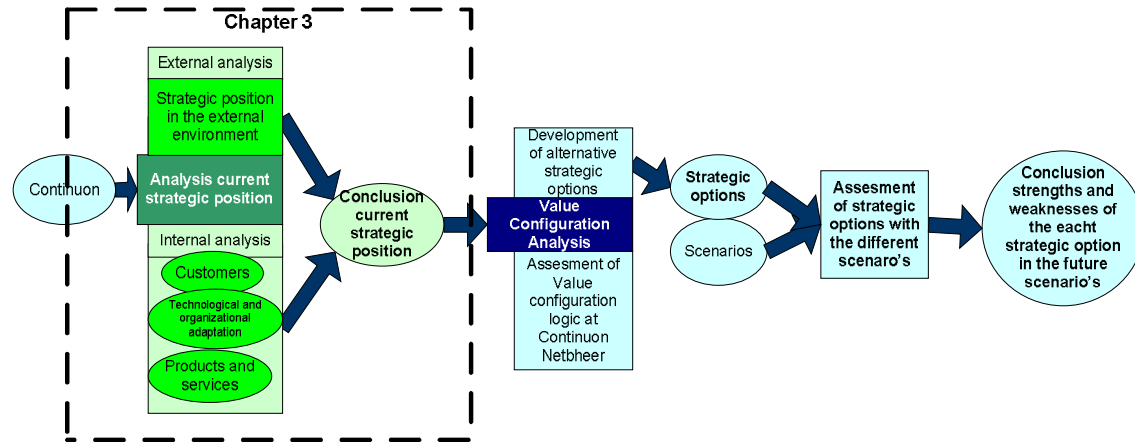 Chapter 3
Continuon
External analysis
Strategic position
in the external
environment
Analysis current
strategic position
Internal analysis
Customers
Technological and
organizational
adaptation
Products and
services
Conclusion
current
strategic
position
Development
of alternative
strategic
options
Value
Configuration
Analysis
Assesment of
Value
configuration
logic at
Continuon
Netbheer
Strategic
options
Scenarios
Assesment
of strategic
options with
the different
scenaro's
Conclusion
strengths and
weaknesses of
the eacht
strategic option
in the future
scenario's